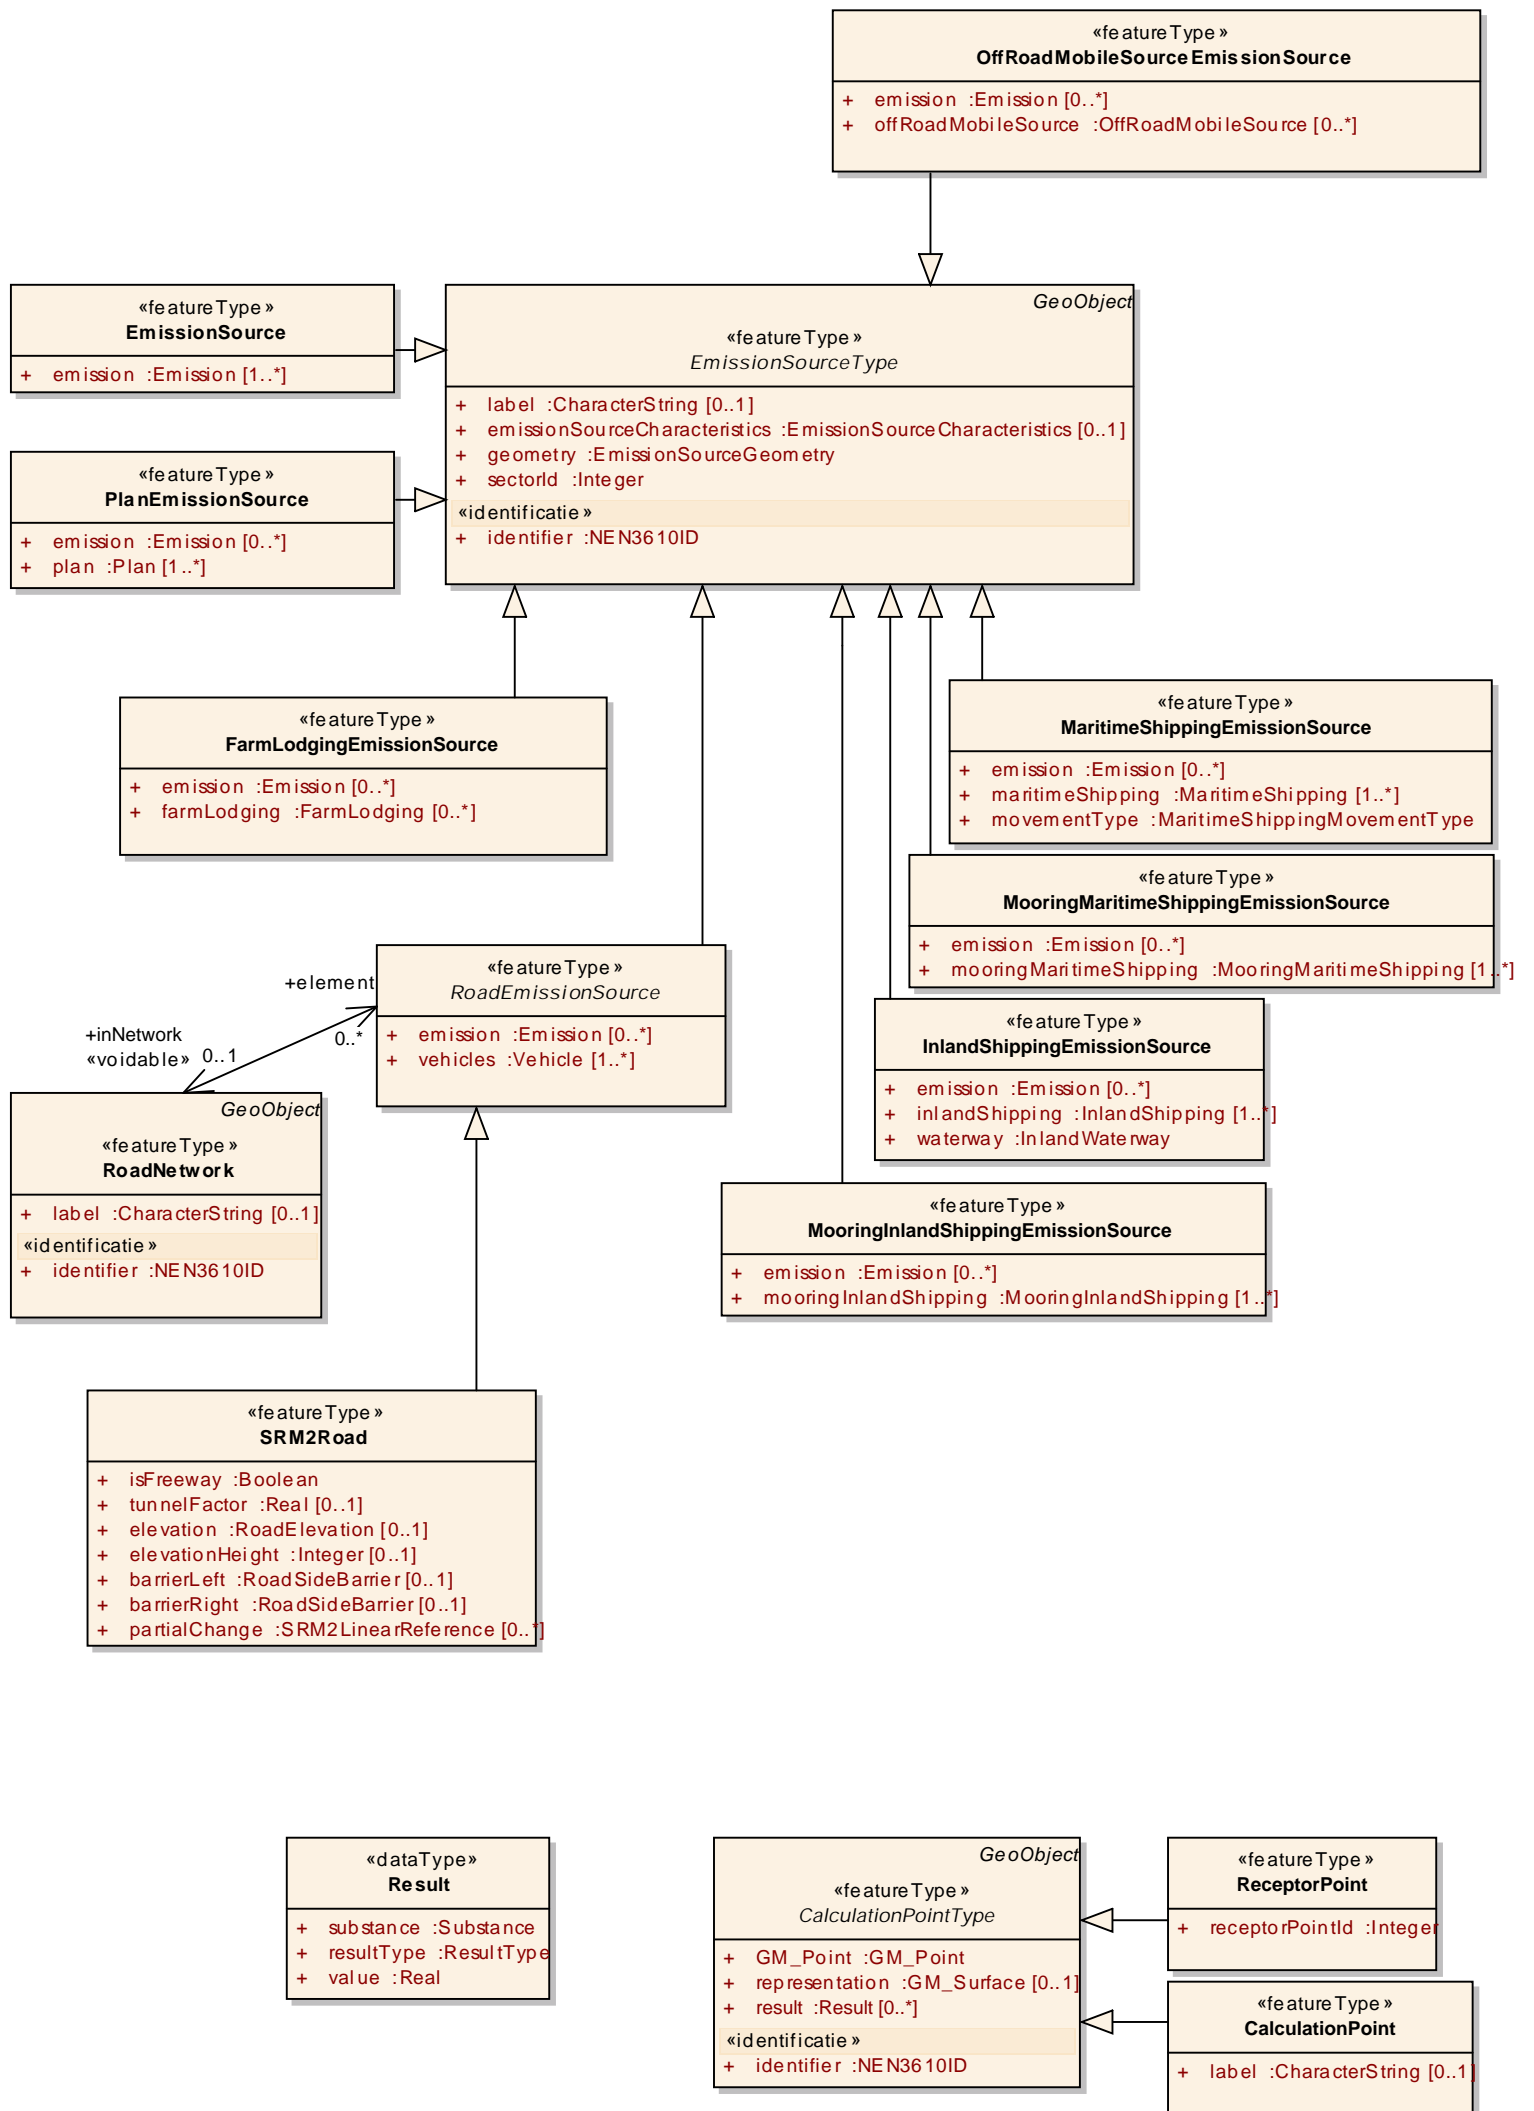 «featureType»
OffRoadMobileSourceEmissionSource
+ emission :Emission [0..*]
+ offRoadMobileSource :OffRoadMobileSource [0..*]
«featureType»
EmissionSource
+ emission :Emission [1..*]
GeoObject
«featureType»
EmissionSourceType
+ label :CharacterString [0..1]
+ emissionSourceCharacteristics :EmissionSourceCharacteristics [0..1]
+ geometry :EmissionSourceGeometry
+ sectorId :Integer
«identificatie»
+ identifier :NEN3610ID
«featureType»
PlanEmissionSource
+ emission :Emission [0..*]
+ plan :Plan [1..*]
«featureType»
FarmLodgingEmissionSource
+ emission :Emission [0..*]
+ farmLodging :FarmLodging [0..*]
«featureType»
MaritimeShippingEmissionSource
+ emission :Emission [0..*]
+ maritimeShipping :MaritimeShipping [1..*]
+ movementType :MaritimeShippingMovementType
«featureType»
MooringMaritimeShippingEmissionSource
+ emission :Emission [0..*]
+ mooringMaritimeShipping :MooringMaritimeShipping [1..*]
«featureType»
RoadEmissionSource
+ emission :Emission [0..*]
+ vehicles :Vehicle [1..*]
+element
0..*
+inNetwork
«voidable» 0..1
«featureType»
InlandShippingEmissionSource
+ emission :Emission [0..*]
+ inlandShipping :InlandShipping [1..*]
+ waterway :InlandWaterway
GeoObject
«featureType»
RoadNetwork
+ label :CharacterString [0..1]
«identificatie»
+ identifier :NEN3610ID
«featureType»
MooringInlandShippingEmissionSource
+ emission :Emission [0..*]
+ mooringInlandShipping :MooringInlandShipping [1..*]
«featureType»
SRM2Road
+ isFreeway :Boolean
+ tunnelFactor :Real [0..1]
+ elevation :RoadElevation [0..1]
+ elevationHeight :Integer [0..1]
+ barrierLeft :RoadSideBarrier [0..1]
+ barrierRight :RoadSideBarrier [0..1]
+ partialChange :SRM2LinearReference [0..*]
«dataType»
Result
+ substance :Substance
+ resultType :ResultType
+ value :Real
GeoObject
«featureType»
CalculationPointType
+ GM_Point :GM_Point
+ representation :GM_Surface [0..1]
+ result :Result [0..*]
«identificatie»
+ identifier :NEN3610ID
«featureType»
ReceptorPoint
+ receptorPointId :Integer
«featureType»
CalculationPoint
+ label :CharacterString [0..1]